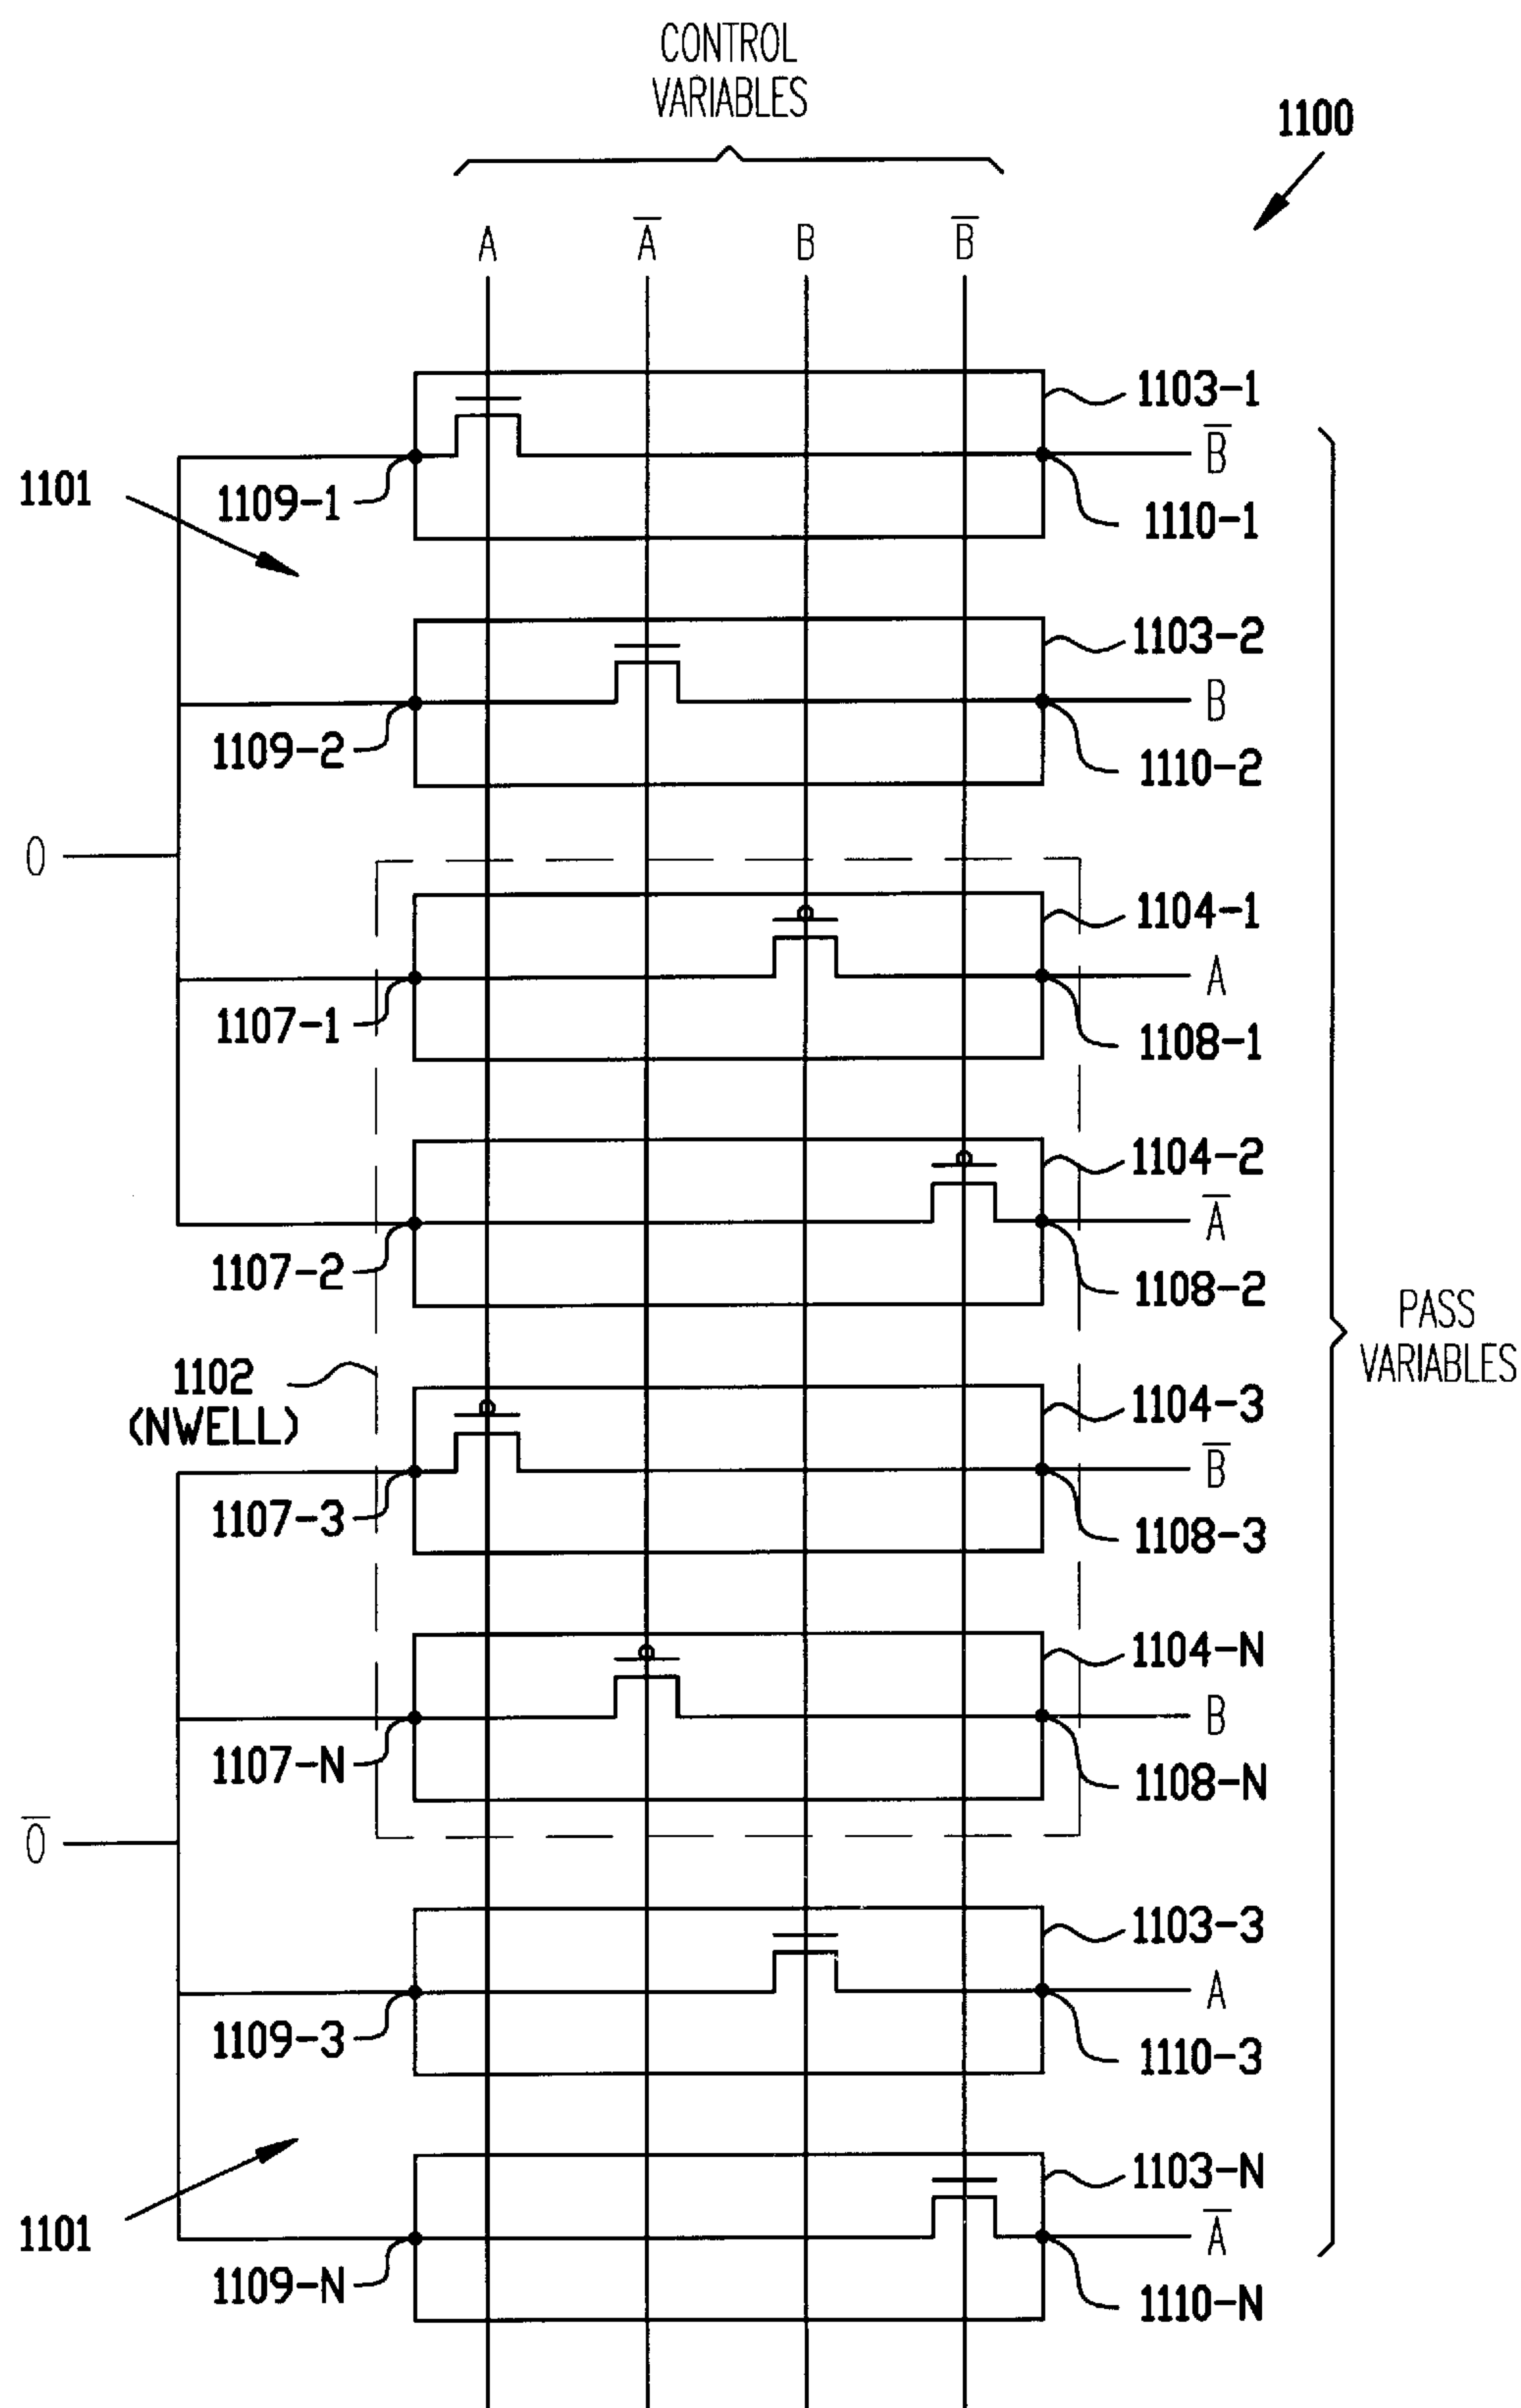 CONTROL
VARIABLES
1100
A
A̅
B
B̅
1103-1
B̅
1101
1109-1
1110-1
1103-2
B
1109-2
1110-2
O
1104-1
A
1107-1
1108-1
1104-2
A̅
1107-2
1108-2
PASS
VARIABLES
1102
(NWELL)
1104-3
B̅
1107-3
1108-3
1104-N
B
1107-N
1108-N
O̅
1103-3
A
1109-3
1110-3
1103-N
A̅
1101
1109-N
1110-N